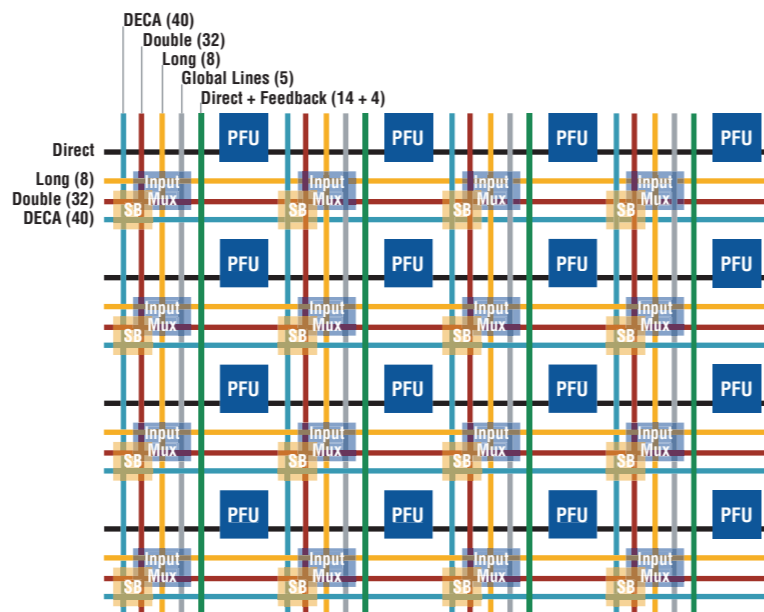 DECA (40)
Double (32)
Long (8)
Global Lines (5)
Direct + Feedback (14 + 4)
PFU PFU PFU PFU
Direct
Long (8)
Double (32)
DECA (40)
Input Input Input Input
Mux Mux Mux Mux
SB SB SB SB
PFU PFU PFU PFU
Input Input Input Input
Mux Mux Mux Mux
SB SB SB SB
PFU PFU PFU PFU
Input Input Input Input
Mux Mux Mux Mux
SB SB SB SB
PFU PFU PFU PFU
Input Input Input Input
Mux Mux Mux Mux
SB SB SB SB